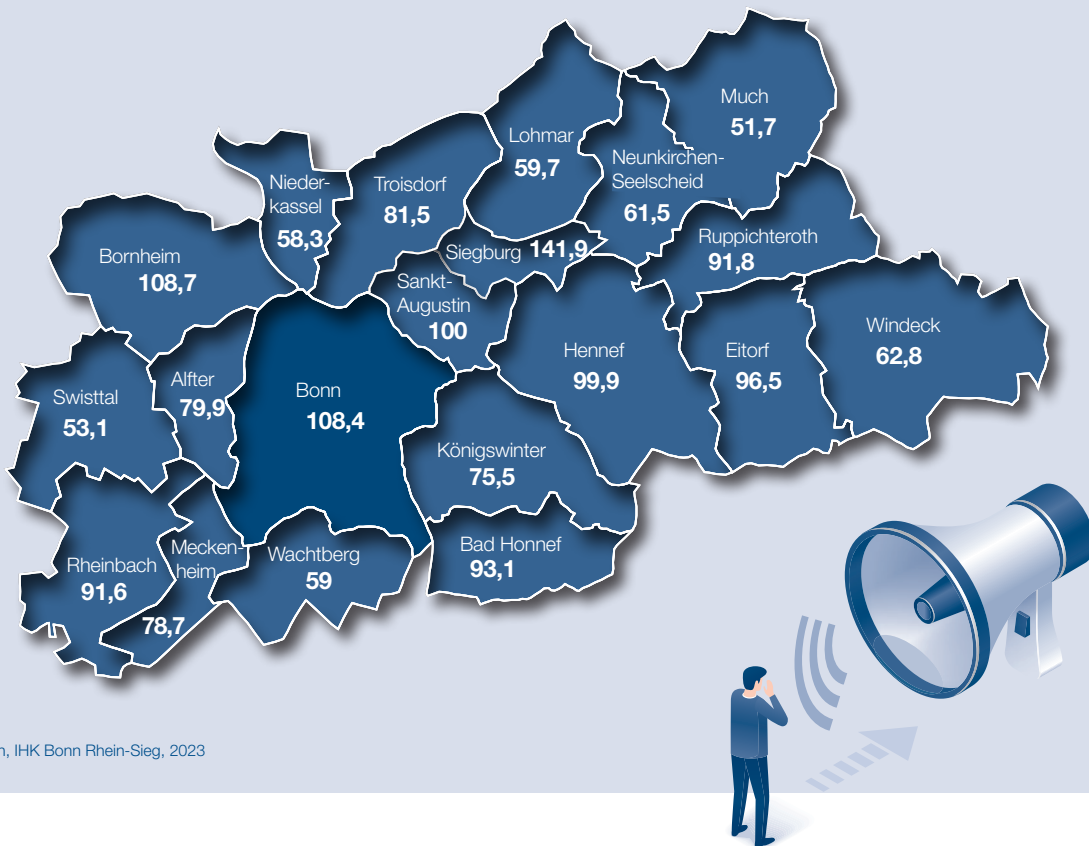 Much
51,7
Lohmar
59,7
Neunkirchen-
Seelscheid
61,5
Nieder-
kassel
58,3
Troisdorf
81,5
Ruppichteroth
91,8
Siegburg 141,9
Bornheim
108,7
Sankt-
Augustin
100
Windeck
62,8
Hennef
99,9
Eitorf
96,5
Alfter
79,9
Bonn
108,4
Swisttal
53,1
Königswinter
75,5
Bad Honnef
93,1
Mecken-
heim
78,7
Wachtberg
59
Rheinbach
91,6
IHK Bonn Rhein-Sieg, 2023